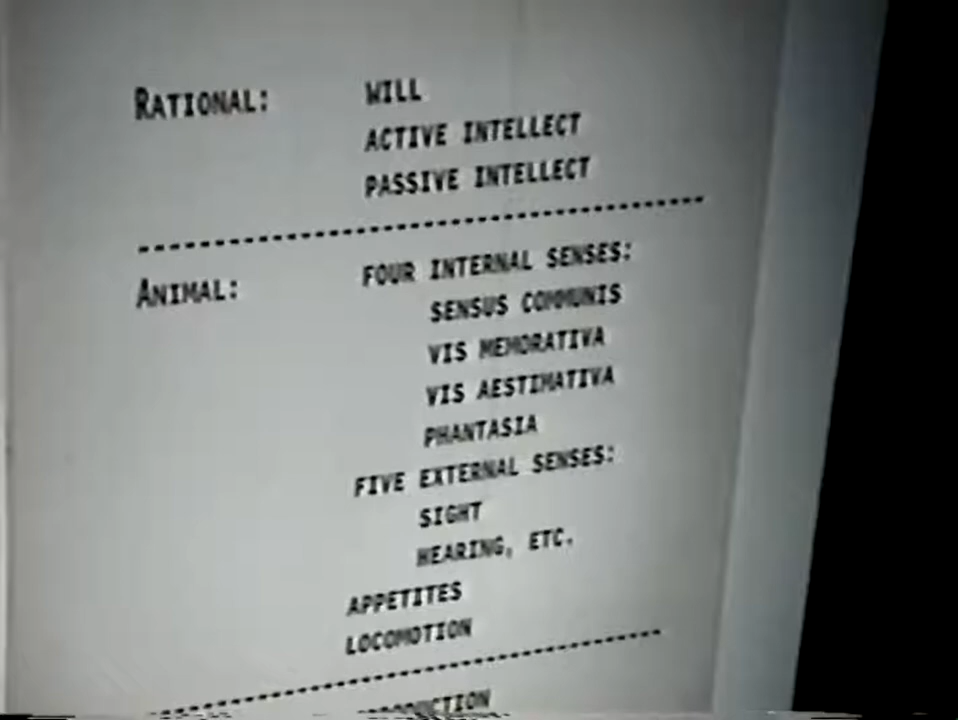 RATIONAL: WILL
ACTIVE INTELLECT
PASSIVE INTELLECT
ANIMAL: FOUR INTERNAL SENSES:
SENSUS COMMUNIS
VIS MEMORATIVA
VIS AESTIMATIVA
PHANTASIA
FIVE EXTERNAL SENSES:
SIGHT
HEARING, ETC.
APPETITES
LOCOMOTION